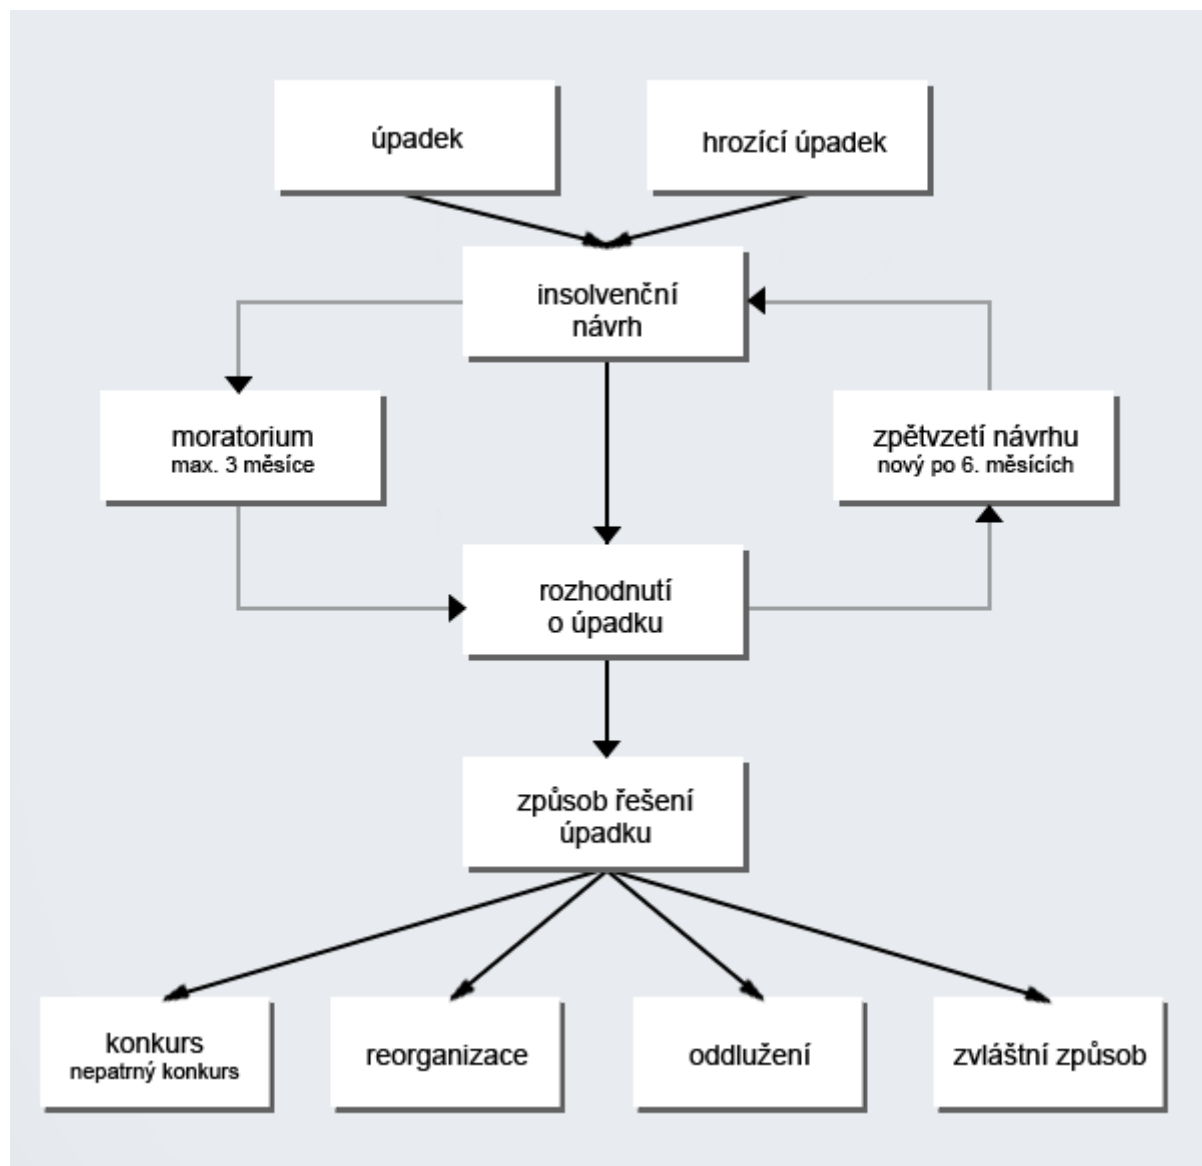 úpadek
hrozící úpadek
insolvenční
návrh
moratorium
max. 3 měsíce
zpětvzetí návrhu
nový po 6. měsících
rozhodnutí
o úpadku
způsob řešení
úpadku
konkurs
nepatrný konkurs
reorganizace
oddlužení
zvláštní způsob